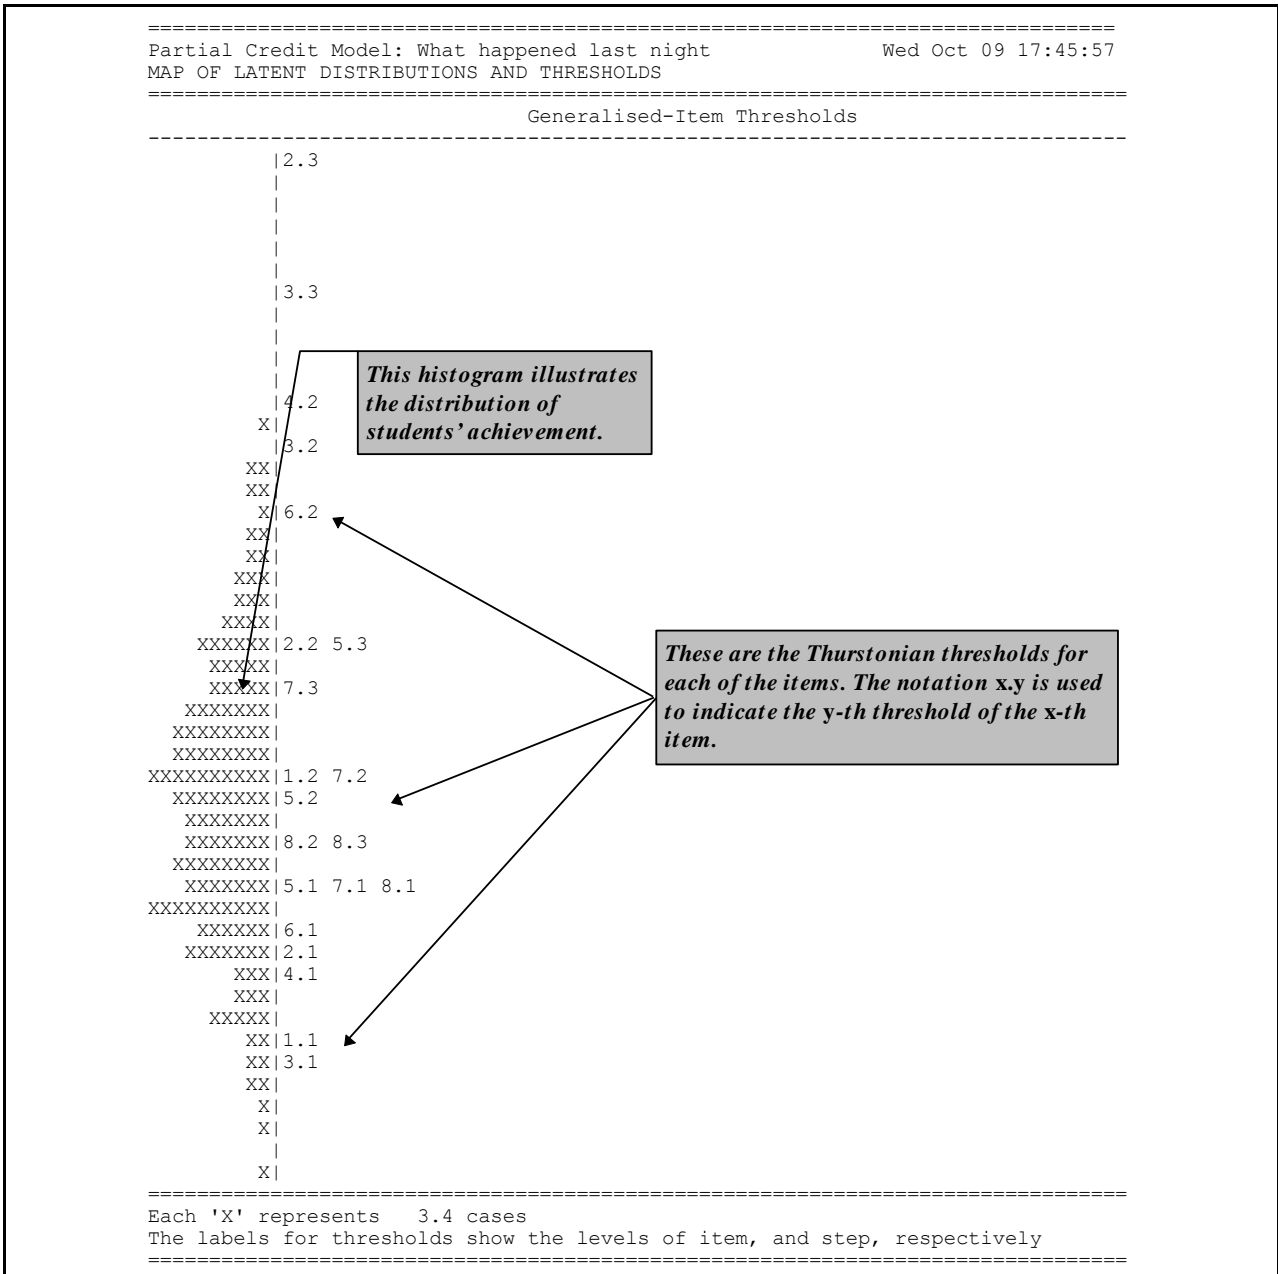 ================================================================================
Partial Credit Model: What happened last night Wed Oct 09 17:45:57
MAP OF LATENT DISTRIBUTIONS AND THRESHOLDS
================================================================================
Generalised-Item Thresholds
--------------------------------------------------------------------------------
|2.3
|
|
|
|
|
|3.3
|
|
|
|
|4.2
X|
|3.2
XX|
XX|
X|6.2
XX|
XX|
XXX|
XXX|
XXXX|
XXXXXX|2.2 5.3
XXXXX|
XXXXX|7.3
XXXXXXX|
XXXXXXXX|
XXXXXXXX|
XXXXXXXXXX|1.2 7.2
XXXXXXXX|5.2
XXXXXXX|
XXXXXXX|8.2 8.3
XXXXXXXX|
XXXXXXX|5.1 7.1 8.1
XXXXXXXXXX|
XXXXXX|6.1
XXXXXXX|2.1
XXX|4.1
XXX|
XXXXX|
XX|1.1
XX|3.1
XX|
X|
X|
|
X|
================================================================================
Each 'X' represents 3.4 cases
The labels for thresholds show the levels of item, and step, respectively
================================================================================
This histogram illustrates
the distribution of
students' achievement.
These are the Thurstonian thresholds for
each of the items. The notation x.y is used
to indicate the y-th threshold of the x-th
item.